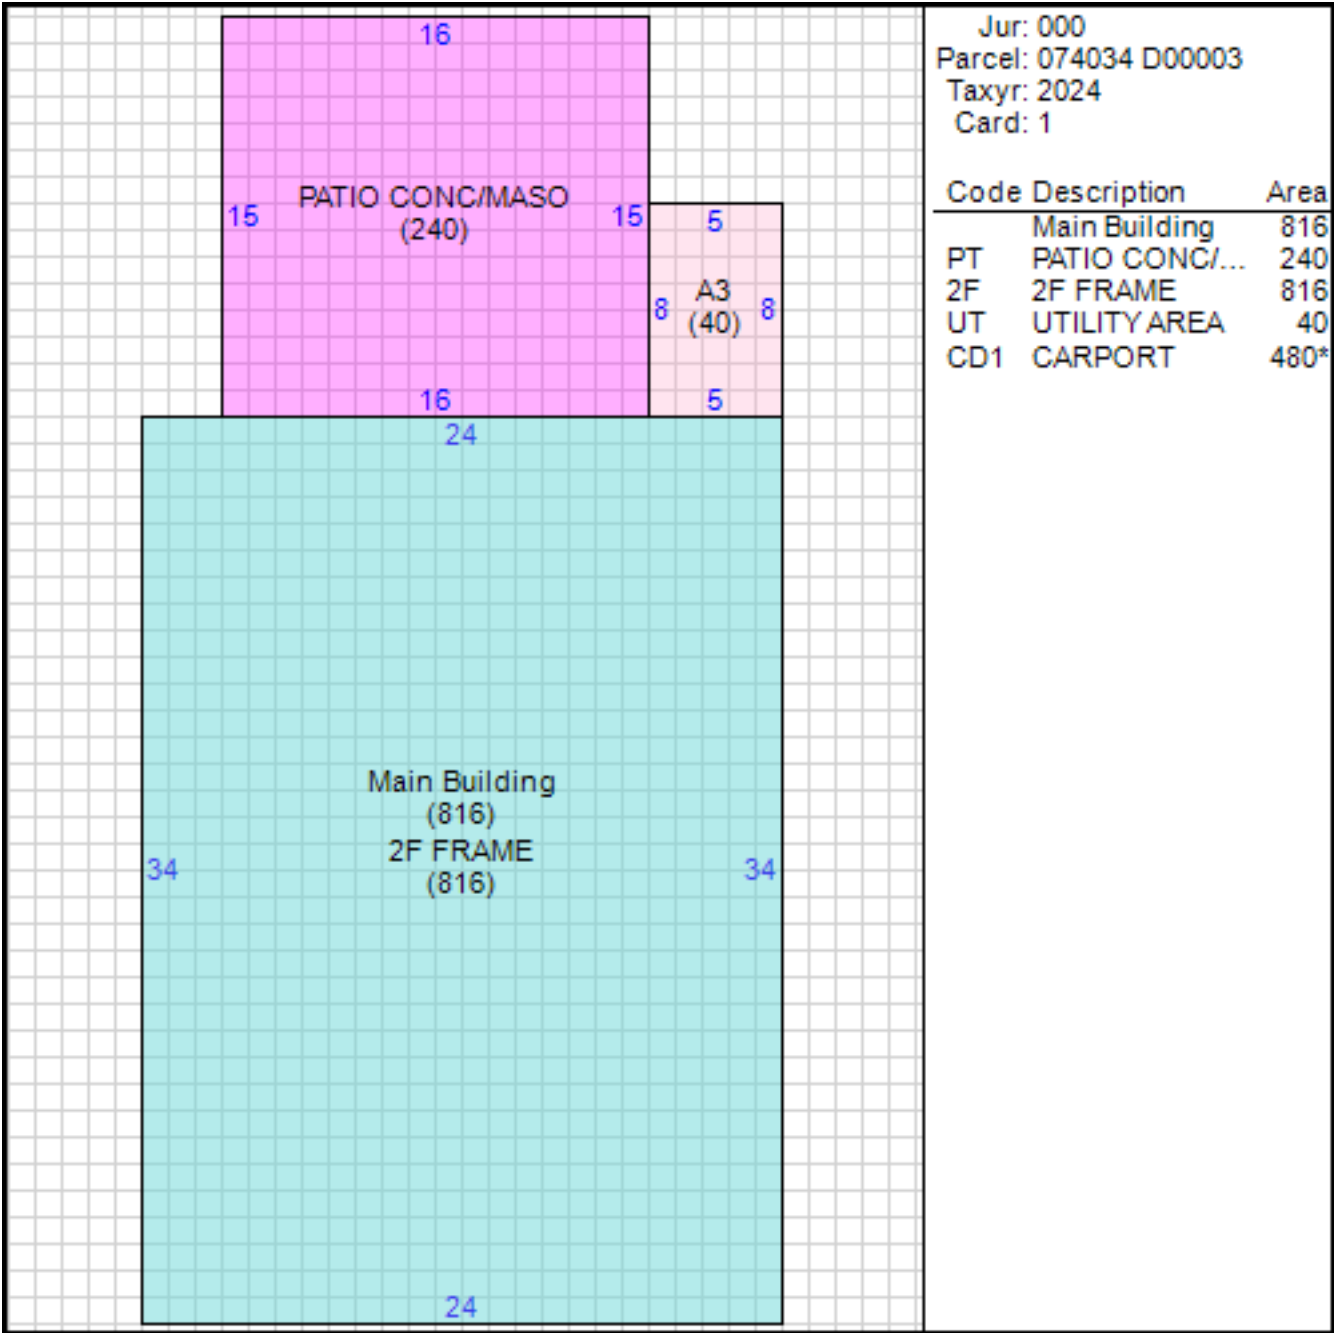 16
15 PATIO CONC/MASO 15
(240)
16
5
8 A3 8
(40)
5
24
Main Building
(816)
2F FRAME
(816)
34 34
24
Jur: 000
Parcel: 074034 D00003
Taxyr: 2024
Card: 1
Code Description Area
Main Building 816
PT PATIO CONC/... 240
2F 2F FRAME 816
UT UTILITY AREA 40
CD1 CARPORT 480*